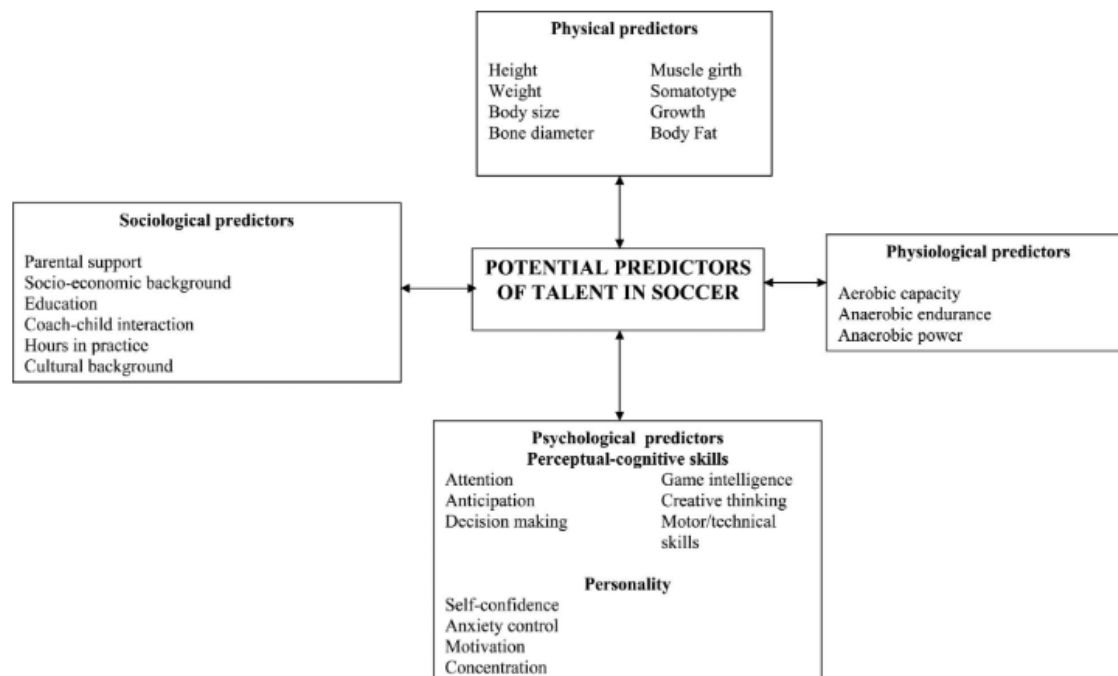 Physical predictors
Height Muscle girth
Weight Somatotype
Body size Growth
Bone diameter Body Fat
Sociological predictors
Parental support
Socio-economic background
Education
Coach-child interaction
Hours in practice
Cultural background
POTENTIAL PREDICTORS
OF TALENT IN SOCCER
Physiological predictors
Aerobic capacity
Anaerobic endurance
Anaerobic power
Psychological predictors
Perceptual-cognitive skills
Attention Game intelligence
Anticipation Creative thinking
Decision making Motor/technical
skills
Personality
Self-confidence
Anxiety control
Motivation
Concentration